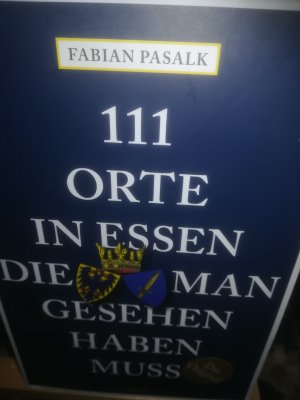 FABIAN PASALK
111
ORTE
IN ESSEN
DIE MAN
GESEHEN
HABEN
MUSS